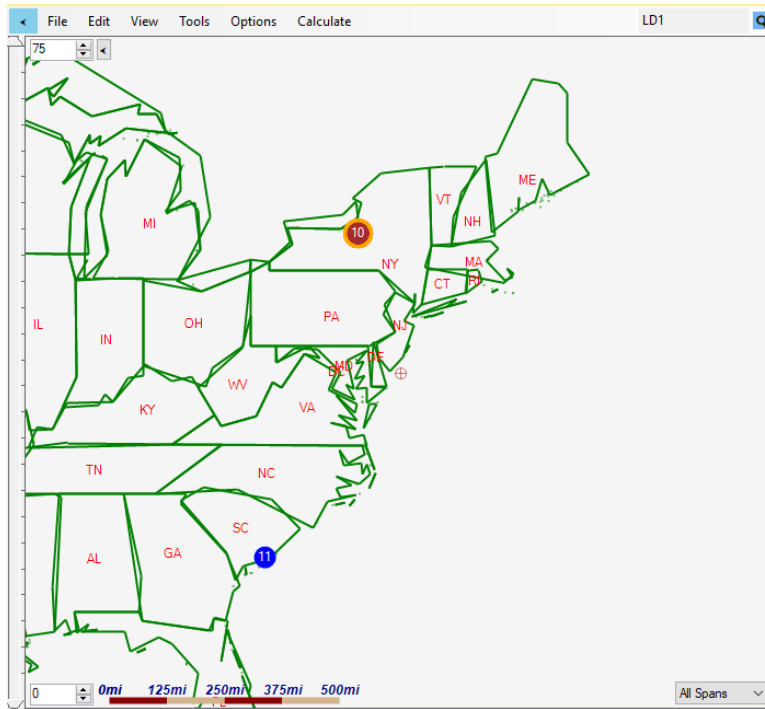 File Edit View Tools Options Calculate LD1
75
ME
VT
NH
MI
10
NY
MA
CT RI
PA
OH
NJ
IL
IN
DE
MD
DC
WV
VA
KY
TN
NC
SC
GA
AL
11
0
0mi 125mi 250mi 375mi 500mi
All Spans